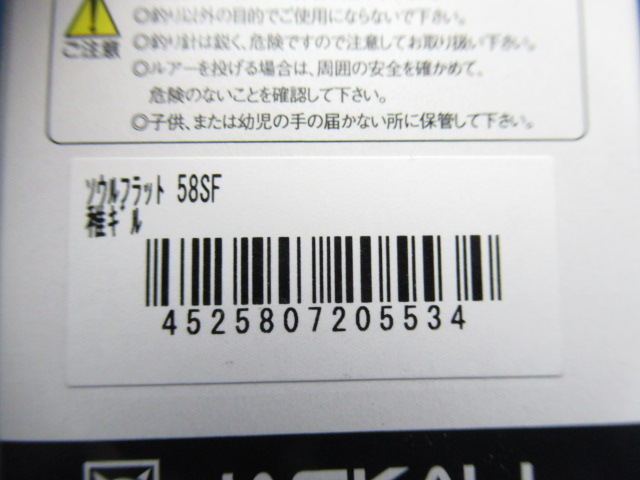 ◎釣り以外の目的でご使用にならないで下さい。
ご注意
◎釣り針は鋭く、危険ですので注意してお取り扱い下さい。
◎ルアーを投げる場合は、周囲の安全を確かめて、
危険のないことを確認して下さい。
◎子供、または幼児の手の届かない所に保管して下さい。
ソウルフラット 58SF
稚ギル
4525807205534
JACKALL